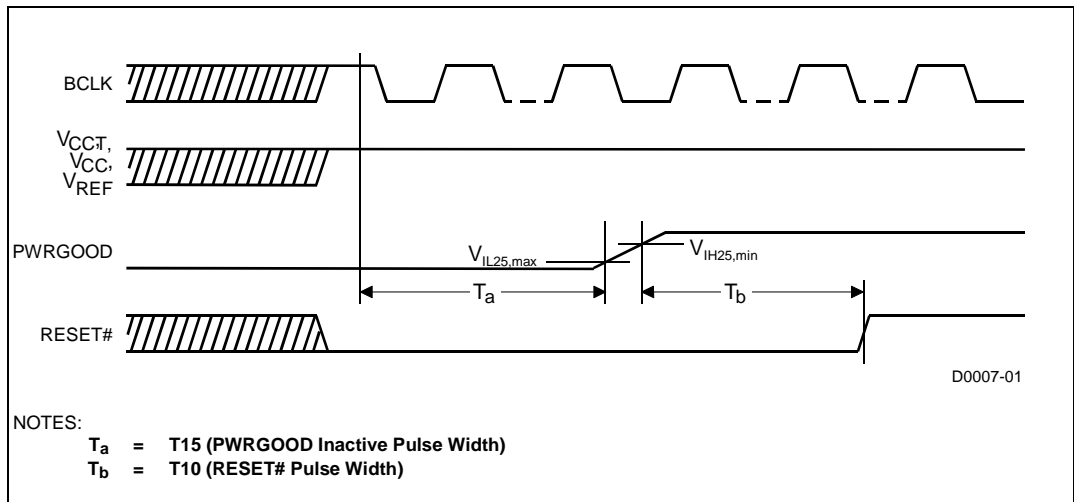 BCLK
VCCT,
VCC,
VREF
PWRGOOD
VIL25,max
VIH25,min
Ta
Tb
RESET#
D0007-01
NOTES:
Ta = T15 (PWRGOOD Inactive Pulse Width)
Tb = T10 (RESET# Pulse Width)